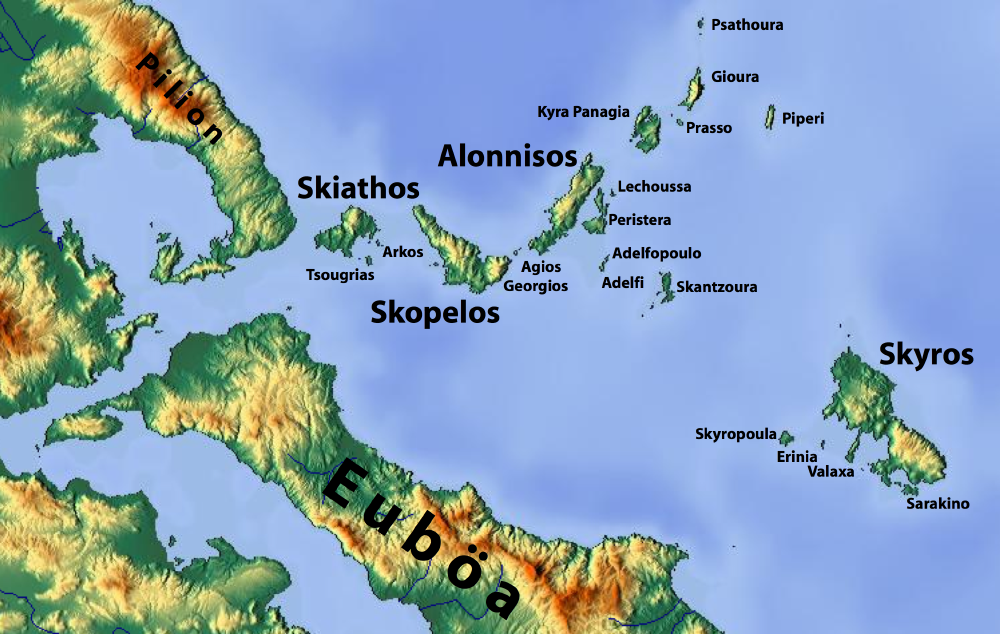 Psathoura
Pilion
Gioura
Kyra Panagia
Piperi
Prasso
Alonnisos
Skiathos
Lechoussa
Peristera
Arkos
Adelfopoulo
Tsougrias
Agios
Georgios
Adelfi
Skantzoura
Skopelos
Skyros
Skyropoula
Erinia
Valaxa
Euböa
Sarakino